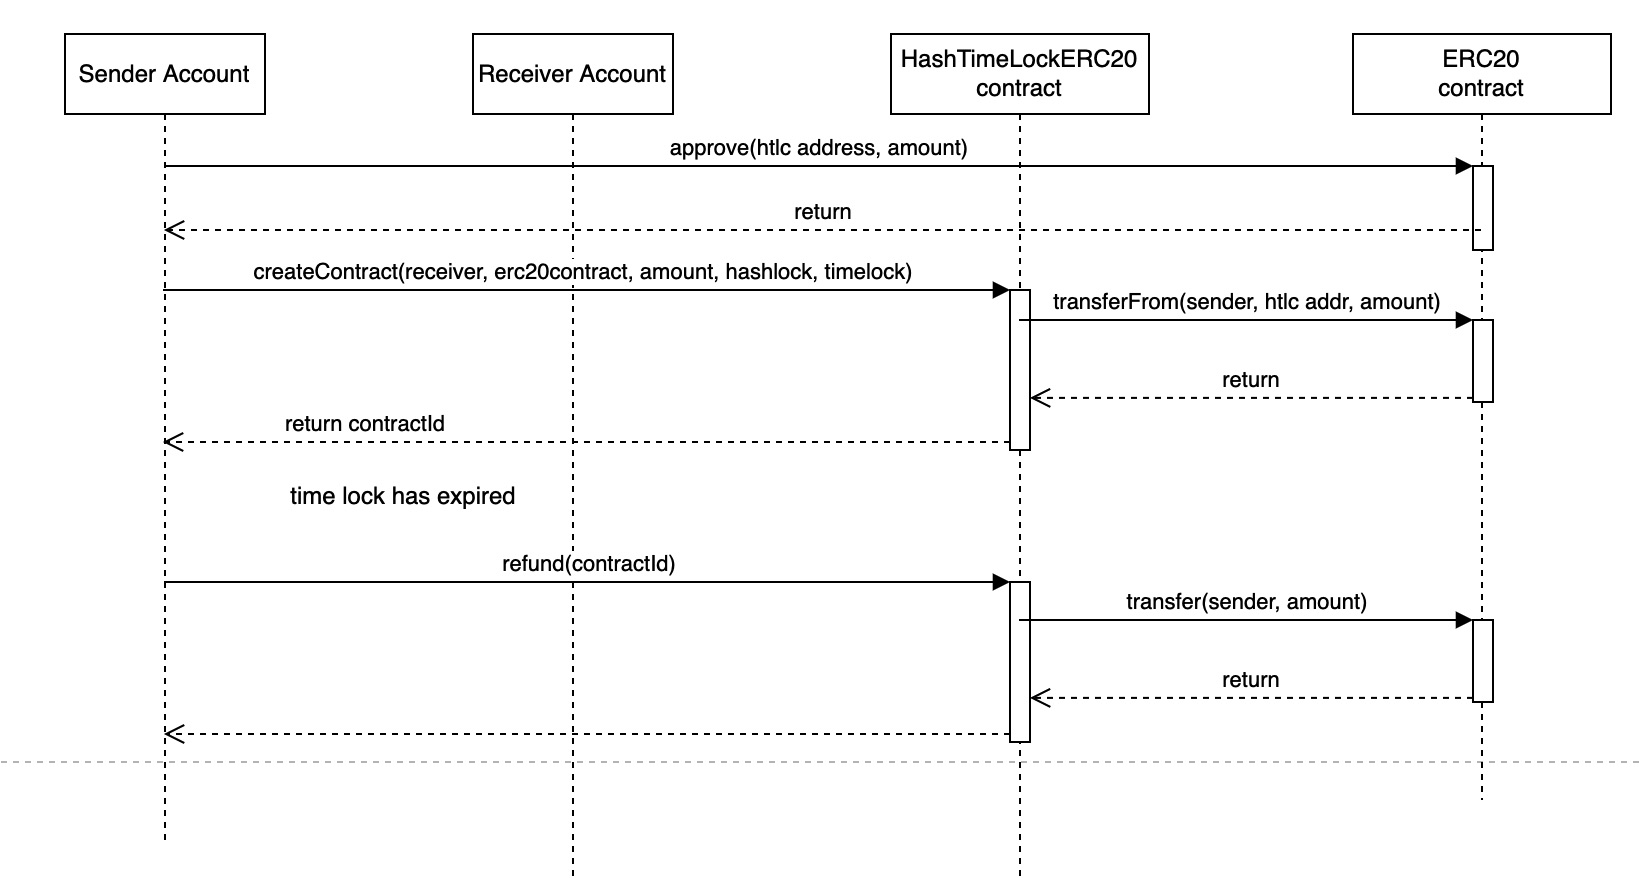 Sender Account
Receiver Account
HashTimeLockERC20
contract
ERC20
contract
approve(htlc address, amount)
return
createContract(receiver, erc20contract, amount, hashlock, timelock)
transferFrom(sender, htlc addr, amount)
return
return contractId
time lock has expired
refund(contractId)
transfer(sender, amount)
return